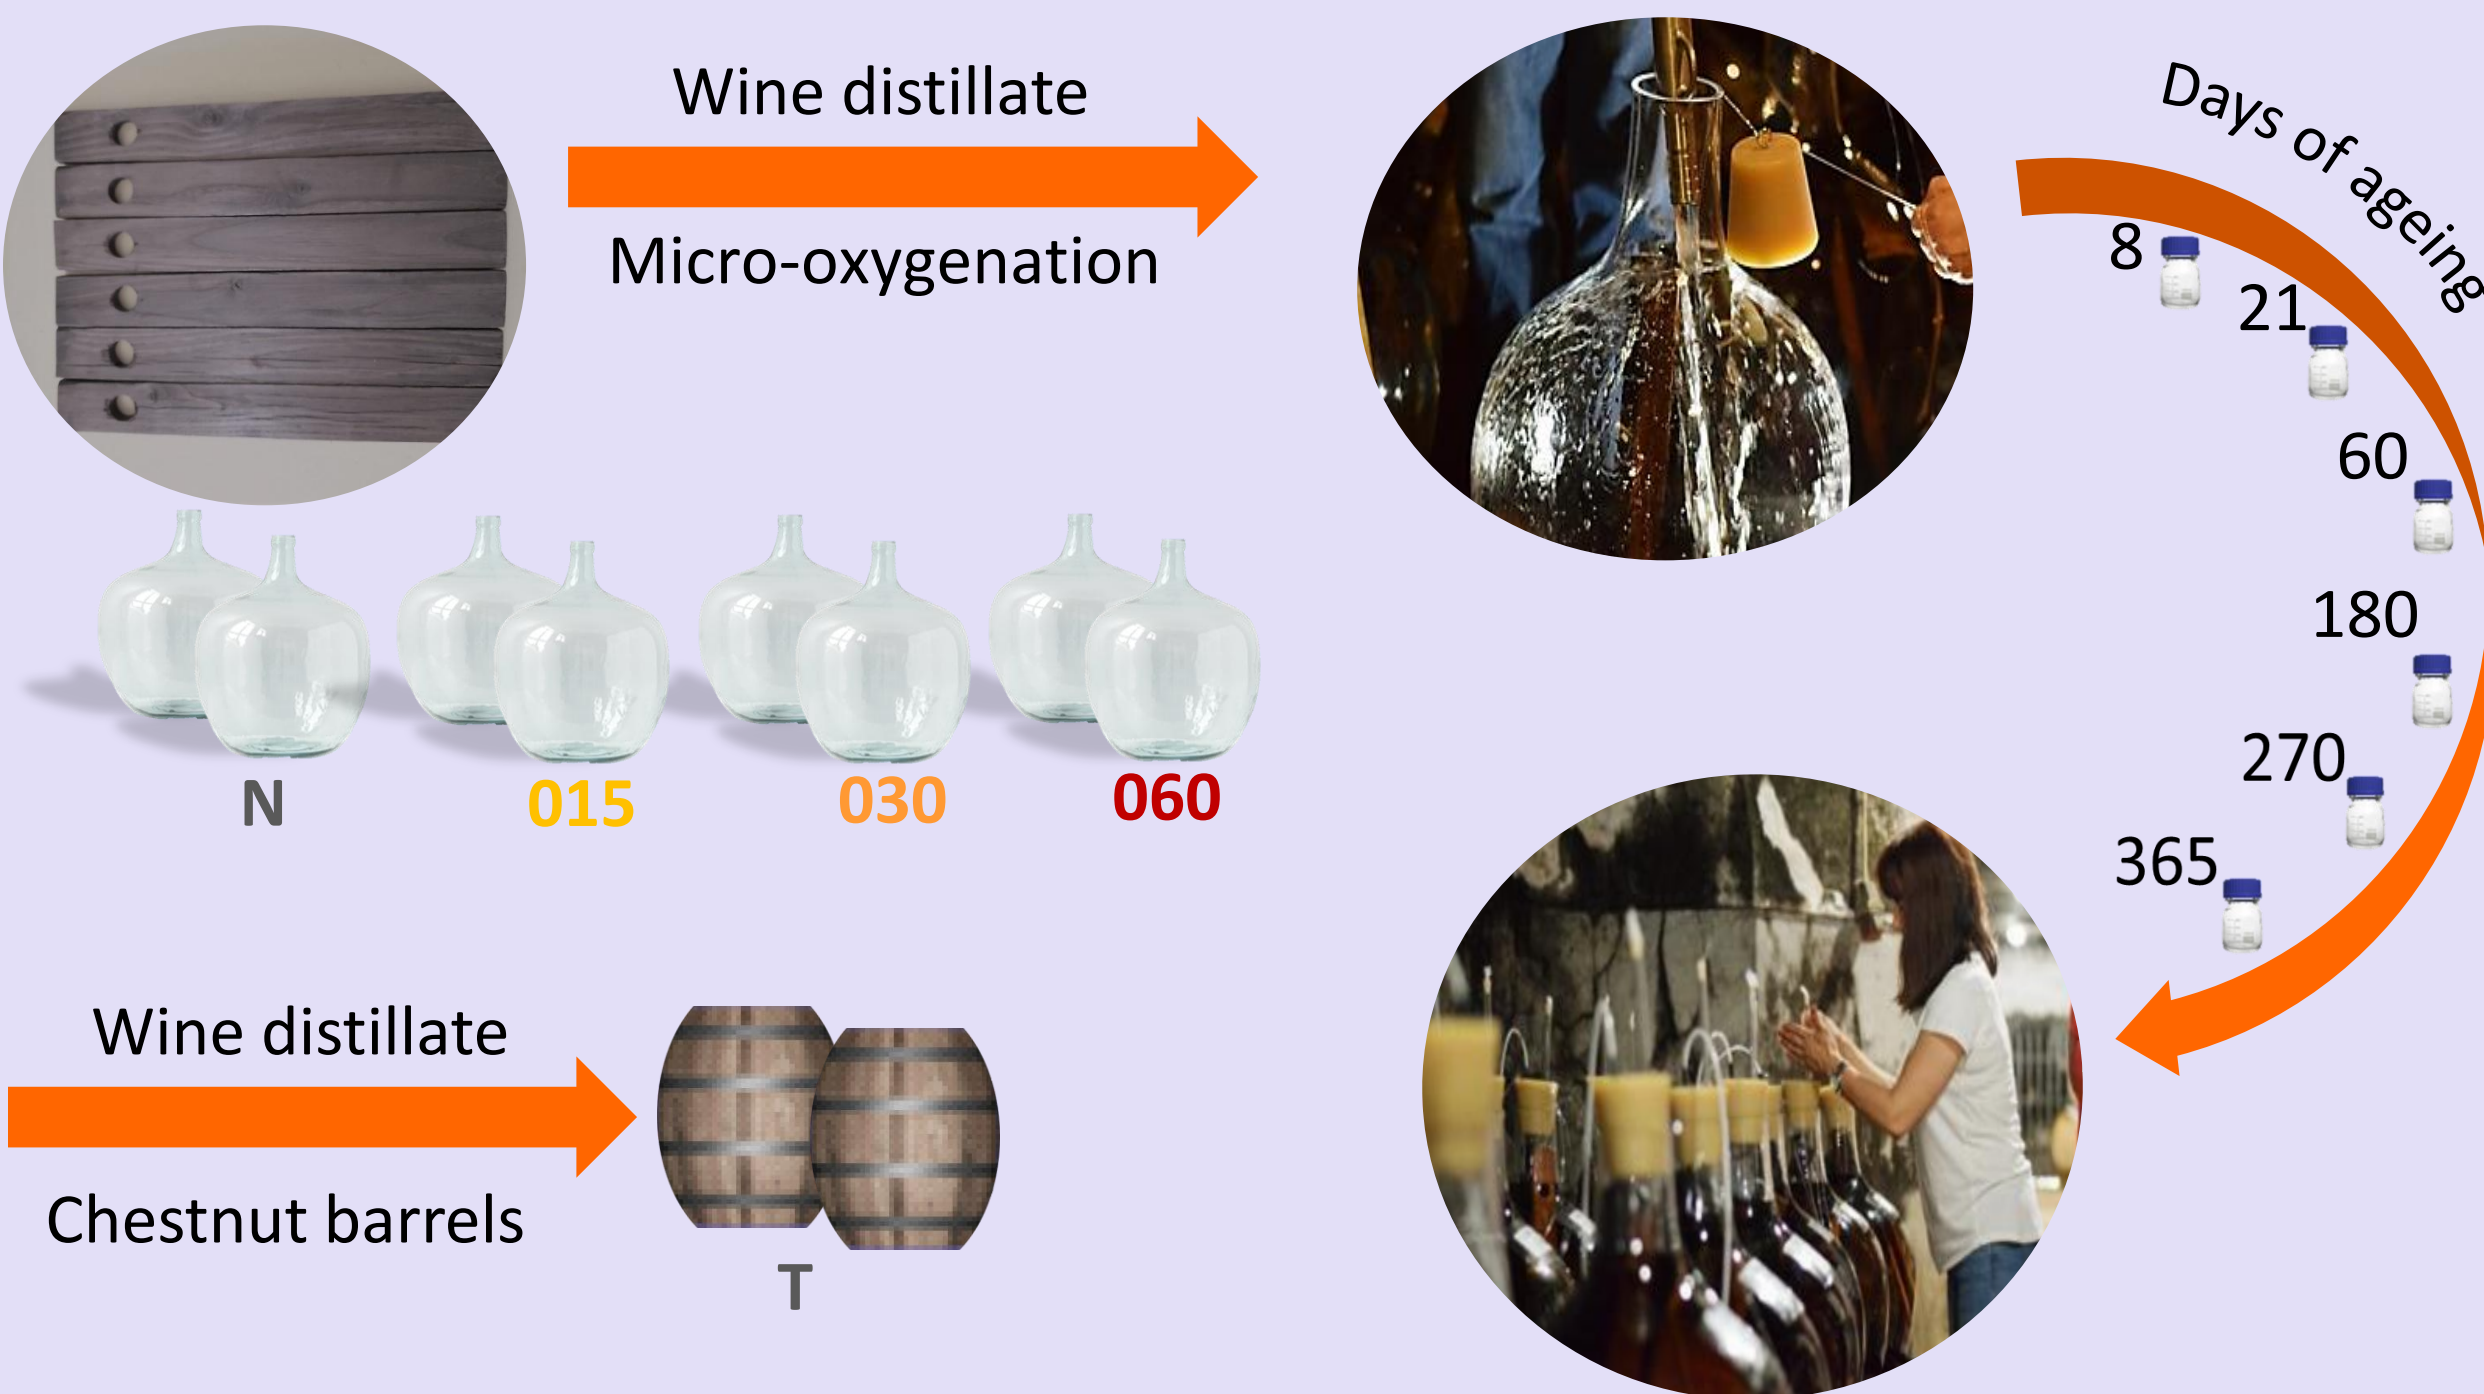 Wine distillate
Micro-oxygenation
Days of ageing
8
21
60
180
270
365
N
015
030
060
Wine distillate
Chestnut barrels
T